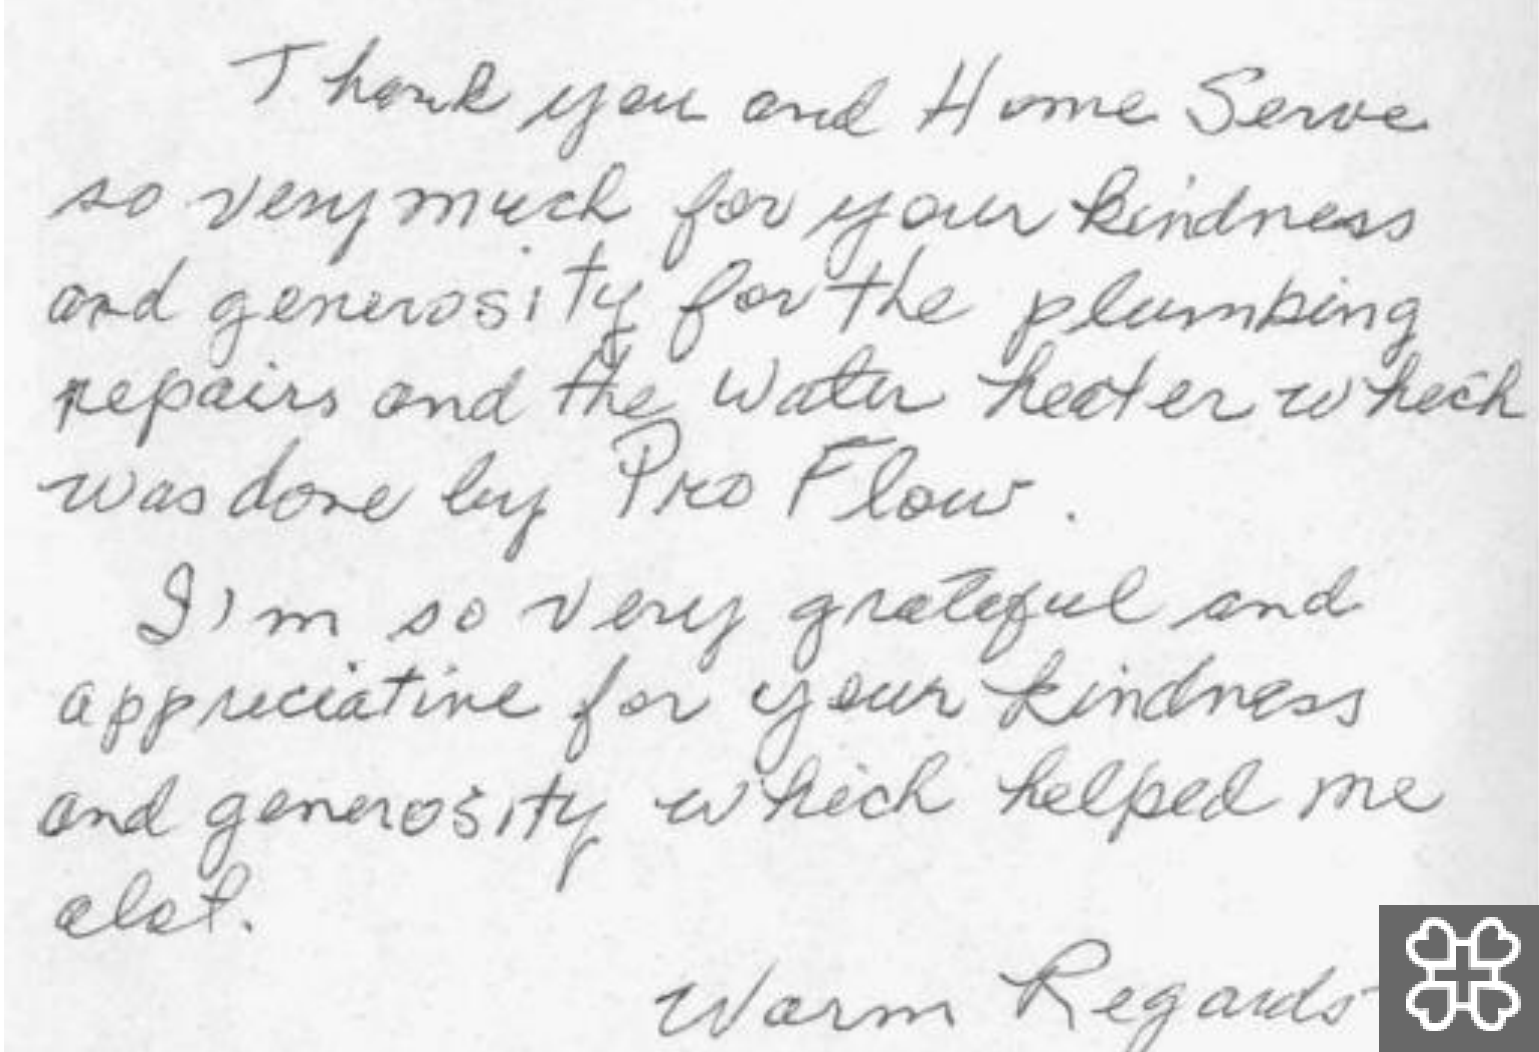 Thank you and Home Serve
so very much for your kindness
and generosity for the plumbing
repairs and the water heater which
was done by Pro Flow.
I'm so very grateful and
appreciative for your kindness
and generosity which helped me
alot.
Warm Regards